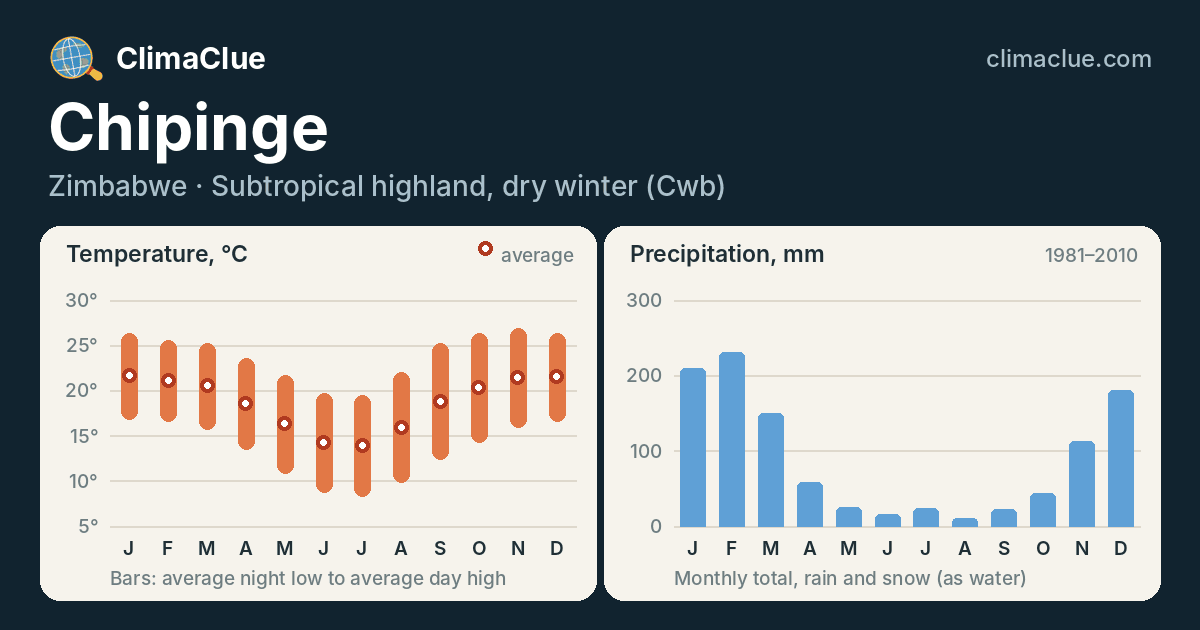 ClimaClue
climaclue.com
Chipinge
Zimbabwe · Subtropical highland, dry winter (Cwb)
Temperature, °C
average
30°
25°
20°
15°
10°
5°
J F M A M J J A S O N D
Bars: average night low to average day high
Precipitation, mm
1981–2010
300
200
100
0
J F M A M J J A S O N D
Monthly total, rain and snow (as water)